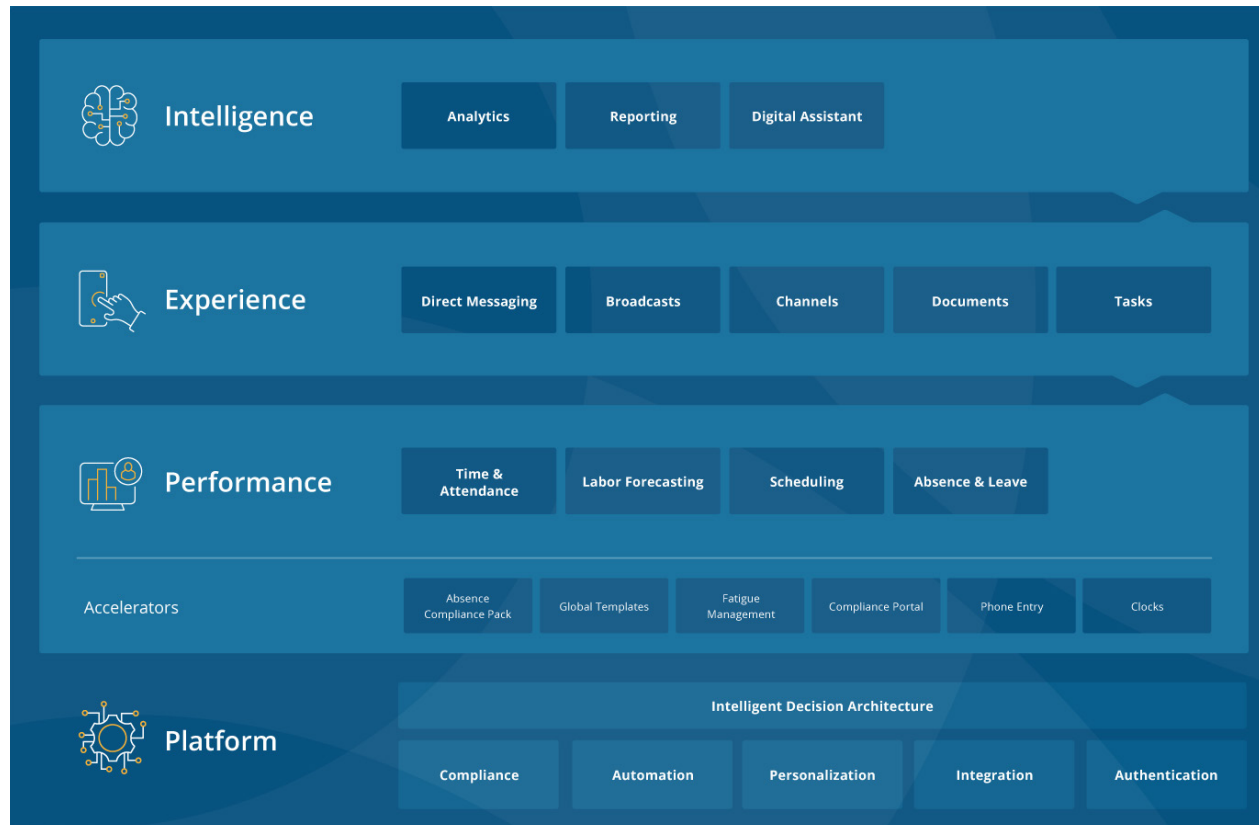 Intelligence
Analytics
Reporting
Digital Assistant
Experience
Direct Messaging
Broadcasts
Channels
Documents
Tasks
Performance
Time &
Attendance
Labor Forecasting
Scheduling
Absence & Leave
Accelerators
Absence
Compliance Pack
Global Templates
Fatigue
Management
Compliance Portal
Phone Entry
Clocks
Platform
Intelligent Decision Architecture
Compliance
Automation
Personalization
Integration
Authentication